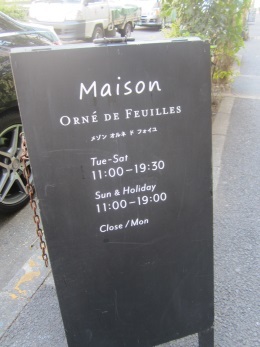 Maison
ORNÉ DE FEUILLES
メゾン オルネ ド フォイユ
Tue-Sat
11:00-19:30
Sun & Holiday
11:00-19:00
Close/Mon